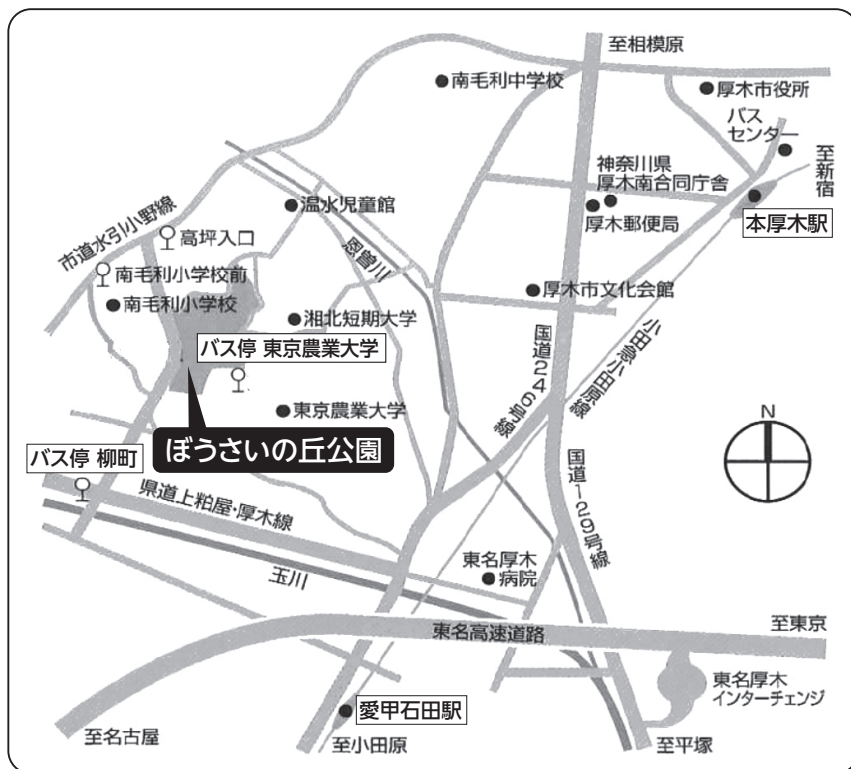 至相模原
南毛利中学校
厚木市役所
バス
センター
至新宿
神奈川県
厚木南合同庁舎
厚木郵便局
本厚木駅
温水児童館
恩曽川
市道水引小野線
高坪入口
南毛利小学校前
南毛利小学校
厚木市文化会館
湘北短期大学
バス停 東京農業大学
国道246号線
小田急小田原線
N
東京農業大学
ぼうさいの丘公園
バス停 柳町
県道上粕屋・厚木線
国道129号線
玉川
東名厚木
病院
東名高速道路
至東京
東名厚木
インターチェンジ
愛甲石田駅
至名古屋
至小田原
至平塚